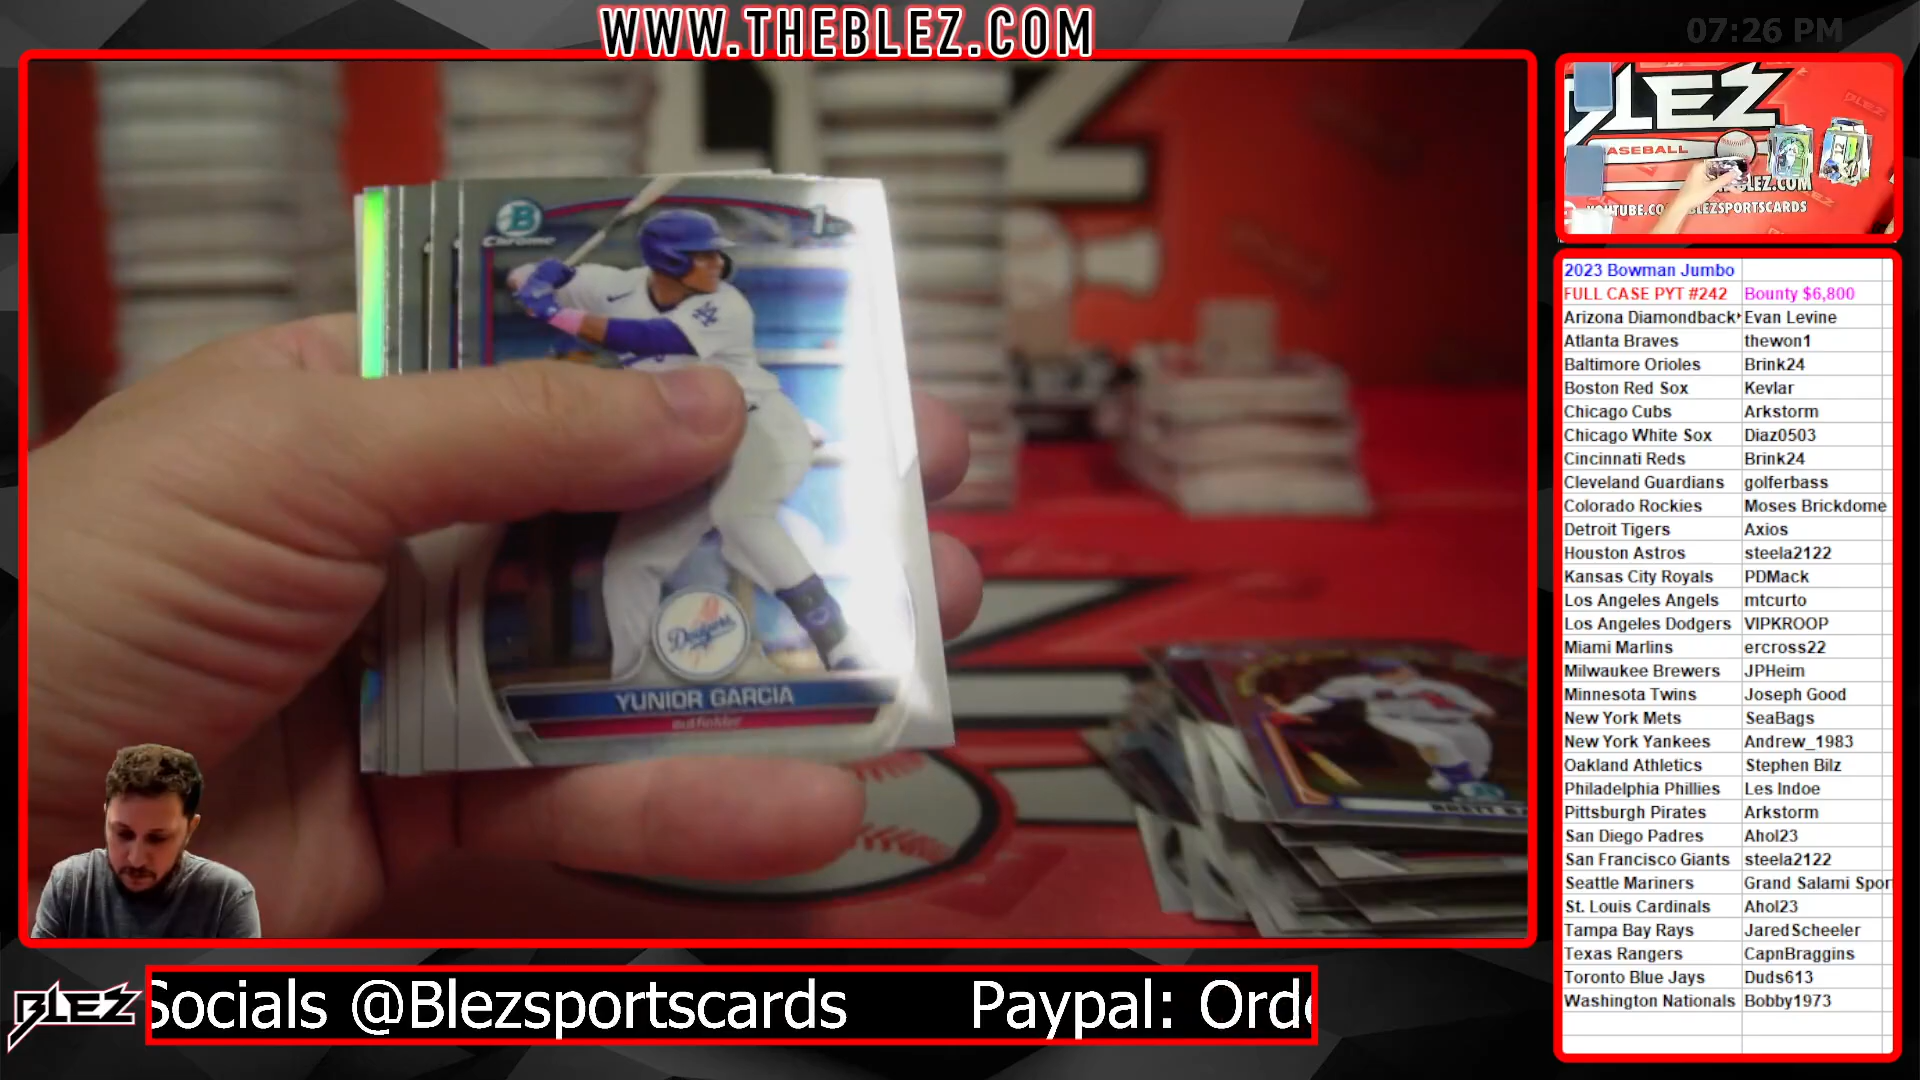 WWW.THEBLEZ.COM
07:26 PM
BLEZ
BASEBALL
LEZ.COM
BLEZSPORTSCARDS
B
Chrome
1st
Dodgers
YUNIOR GARCIA
outfielder
2023 Bowman Jumbo
FULL CASE PYT #242 Bounty $6,800
Arizona Diamondback Evan Levine
Atlanta Braves thewon1
Baltimore Orioles Brink24
Boston Red Sox Kevlar
Chicago Cubs Arkstorm
Chicago White Sox Diaz0503
Cincinnati Reds Brink24
Cleveland Guardians golferbass
Colorado Rockies Moses Brickdome
Detroit Tigers Axios
Houston Astros steela2122
Kansas City Royals PDMack
Los Angeles Angels mtcurto
Los Angeles Dodgers VIPKROOP
Miami Marlins ercross22
Milwaukee Brewers JPHeim
Minnesota Twins Joseph Good
New York Mets SeaBags
New York Yankees Andrew_1983
Oakland Athletics Stephen Bilz
Philadelphia Phillies Les Indoe
Pittsburgh Pirates Arkstorm
San Diego Padres Ahol23
San Francisco Giants steela2122
Seattle Mariners Grand Salami Spor
St. Louis Cardinals Ahol23
Tampa Bay Rays Jared Scheeler
Texas Rangers CapnBraggins
Toronto Blue Jays Duds613
Washington Nationals Bobby1973
BLEZ
Socials @Blezsportscards Paypal: Orde